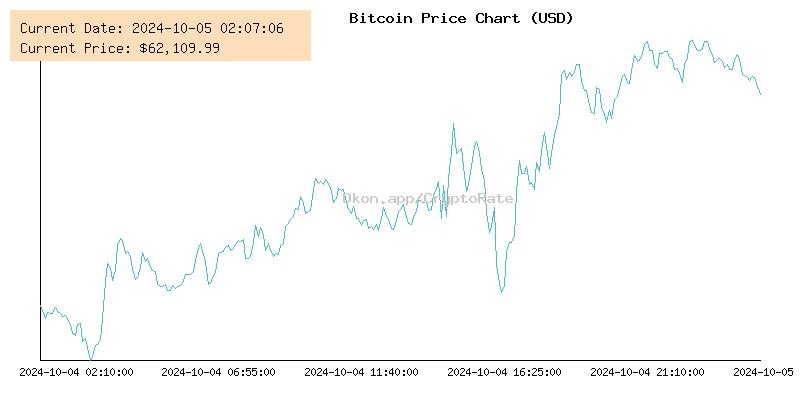 Bitcoin Price Chart (USD)
Current Date: 2024-10-05 02:07:06
Current Price: $62,109.99
Dkon.app/CryptoRate
2024-10-04 02:10:00 2024-10-04 06:55:00 2024-10-04 11:40:00 2024-10-04 16:25:00 2024-10-04 21:10:00 2024-10-05